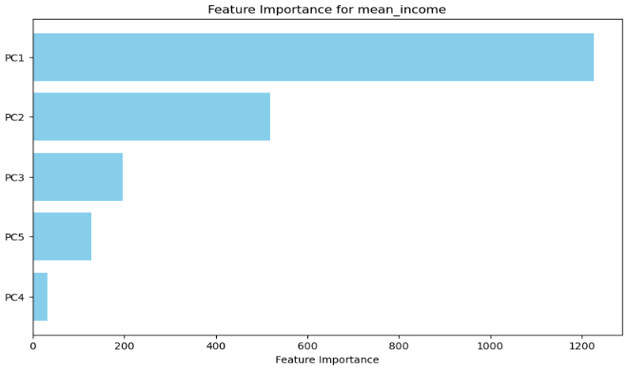 Feature Importance for mean_income
PC1
PC2
PC3
PC5
PC4
0 200 400 600 800 1000 1200
Feature Importance